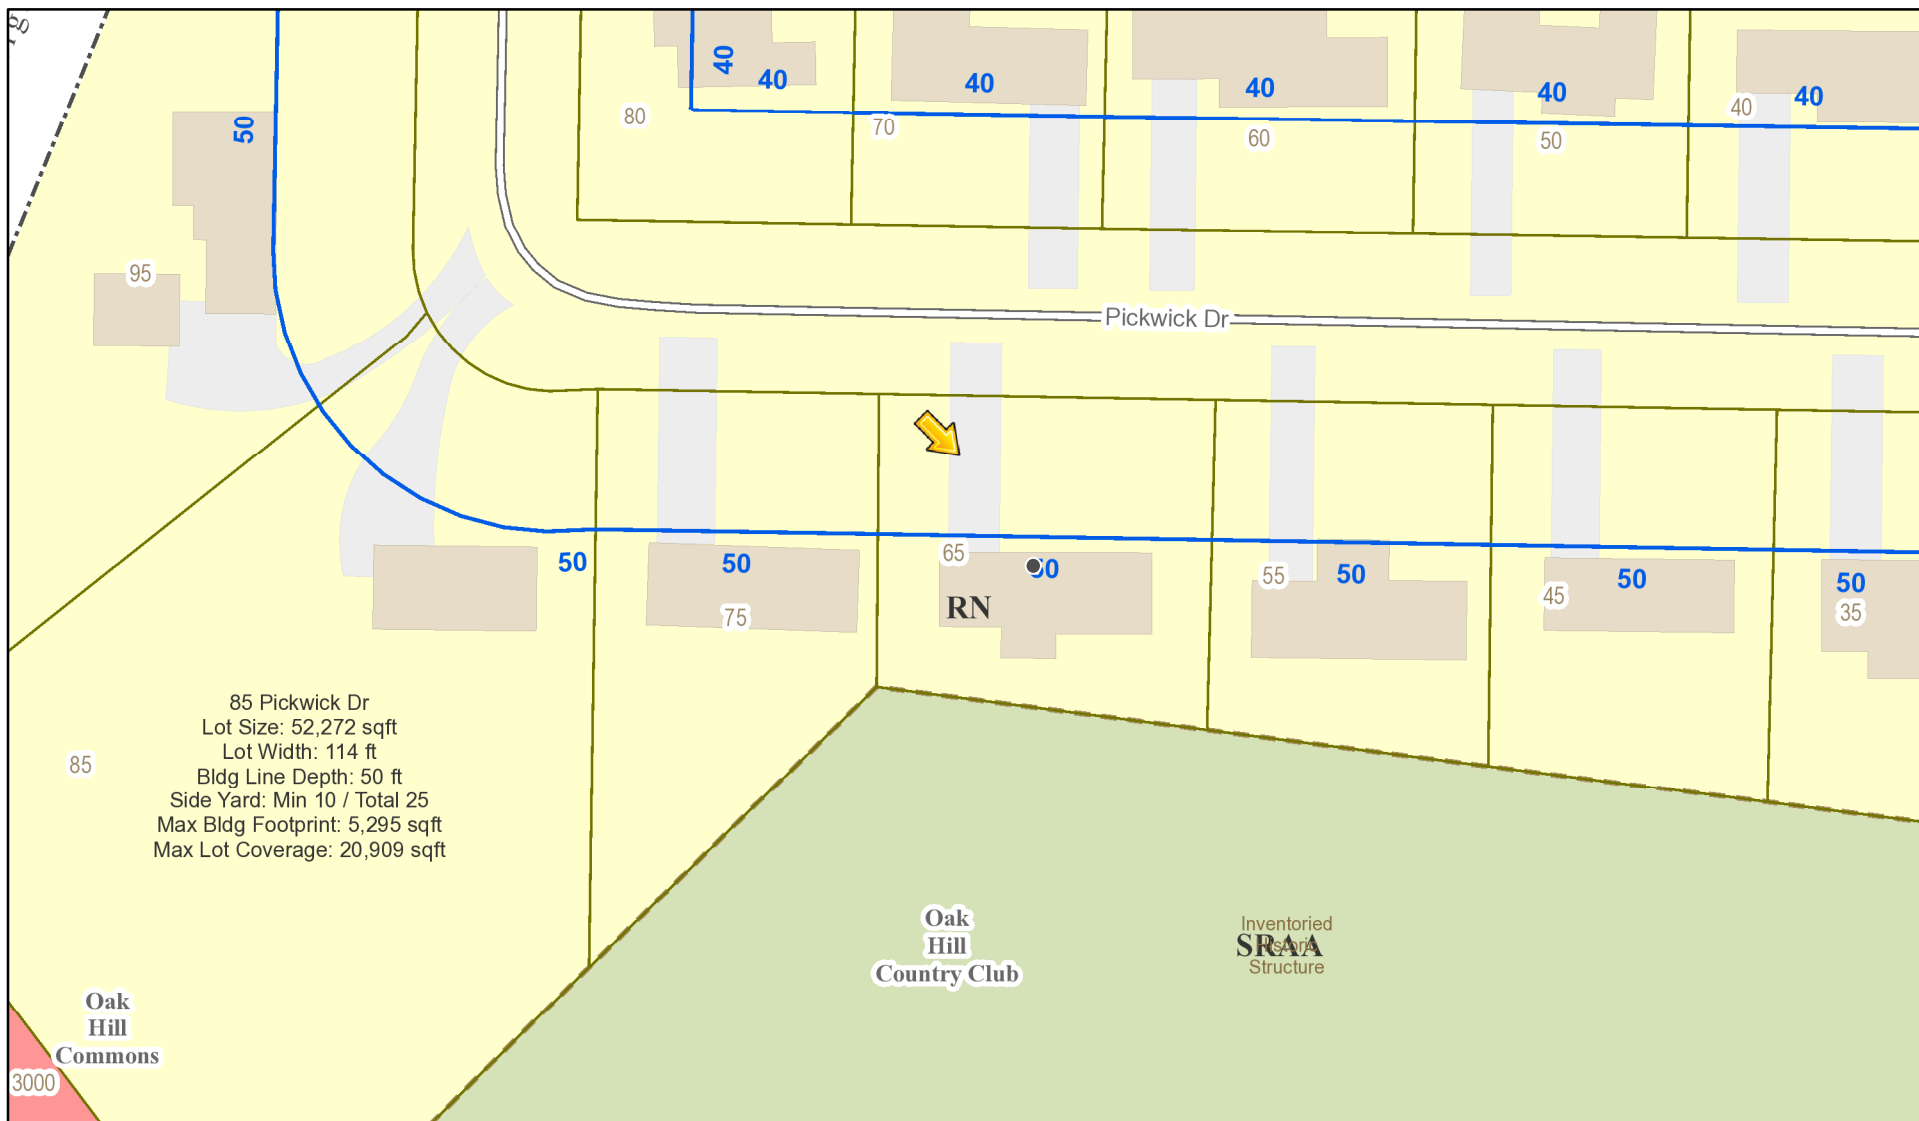 40
40
40
40
40
40
50
80
70
60
50
40
95
Pickwick Dr
50
50
65
50
55
50
45
50
50
35
RN
75
85 Pickwick Dr
Lot Size: 52,272 sqft
Lot Width: 114 ft
Bldg Line Depth: 50 ft
Side Yard: Min 10 / Total 25
Max Bldg Footprint: 5,295 sqft
Max Lot Coverage: 20,909 sqft
85
Oak
Hill
Country Club
Inventoried
Historic
Structure
SRAA
Oak
Hill
Commons
3000